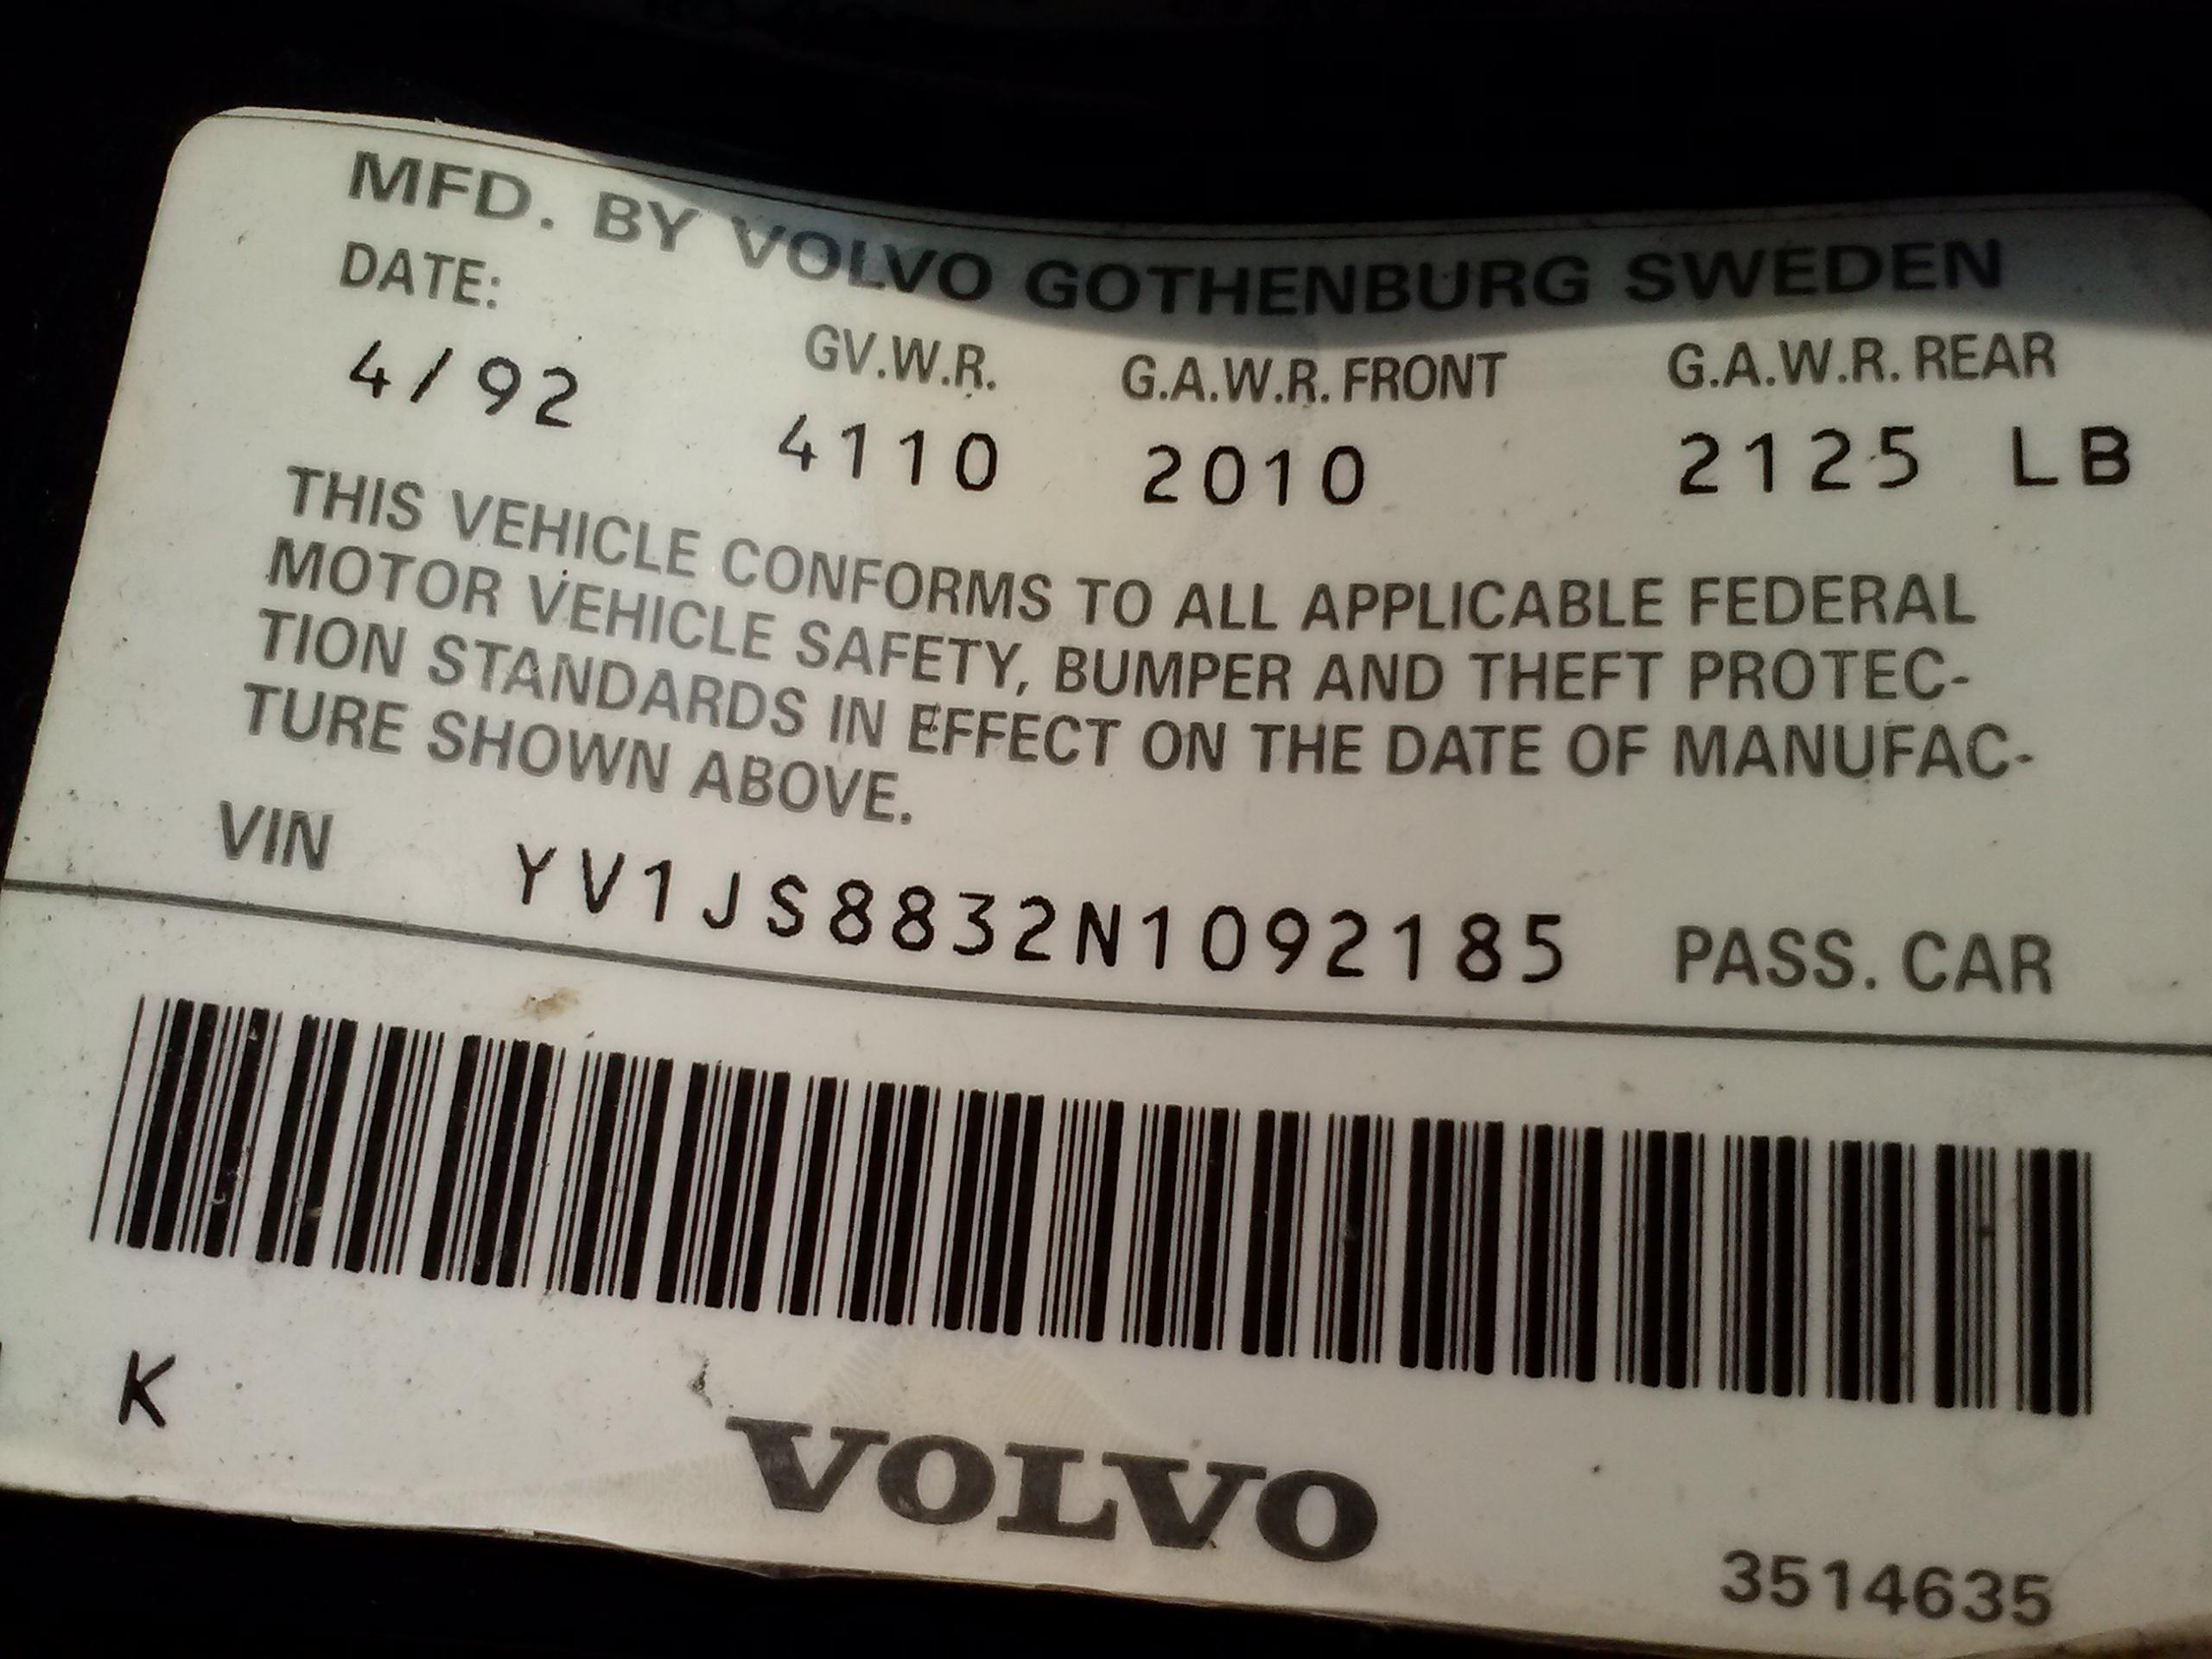 MFD. BY VOLVO GOTHENBURG SWEDEN
DATE: GV.W.R. G.A.W.R. FRONT G.A.W.R. REAR
4/92 4110 2010 2125 LB
THIS VEHICLE CONFORMS TO ALL APPLICABLE FEDERAL
MOTOR VEHICLE SAFETY, BUMPER AND THEFT PROTEC-
TION STANDARDS IN EFFECT ON THE DATE OF MANUFAC-
TURE SHOWN ABOVE.
VIN YV1JS8832N1092185 PASS. CAR
K
VOLVO
3514635